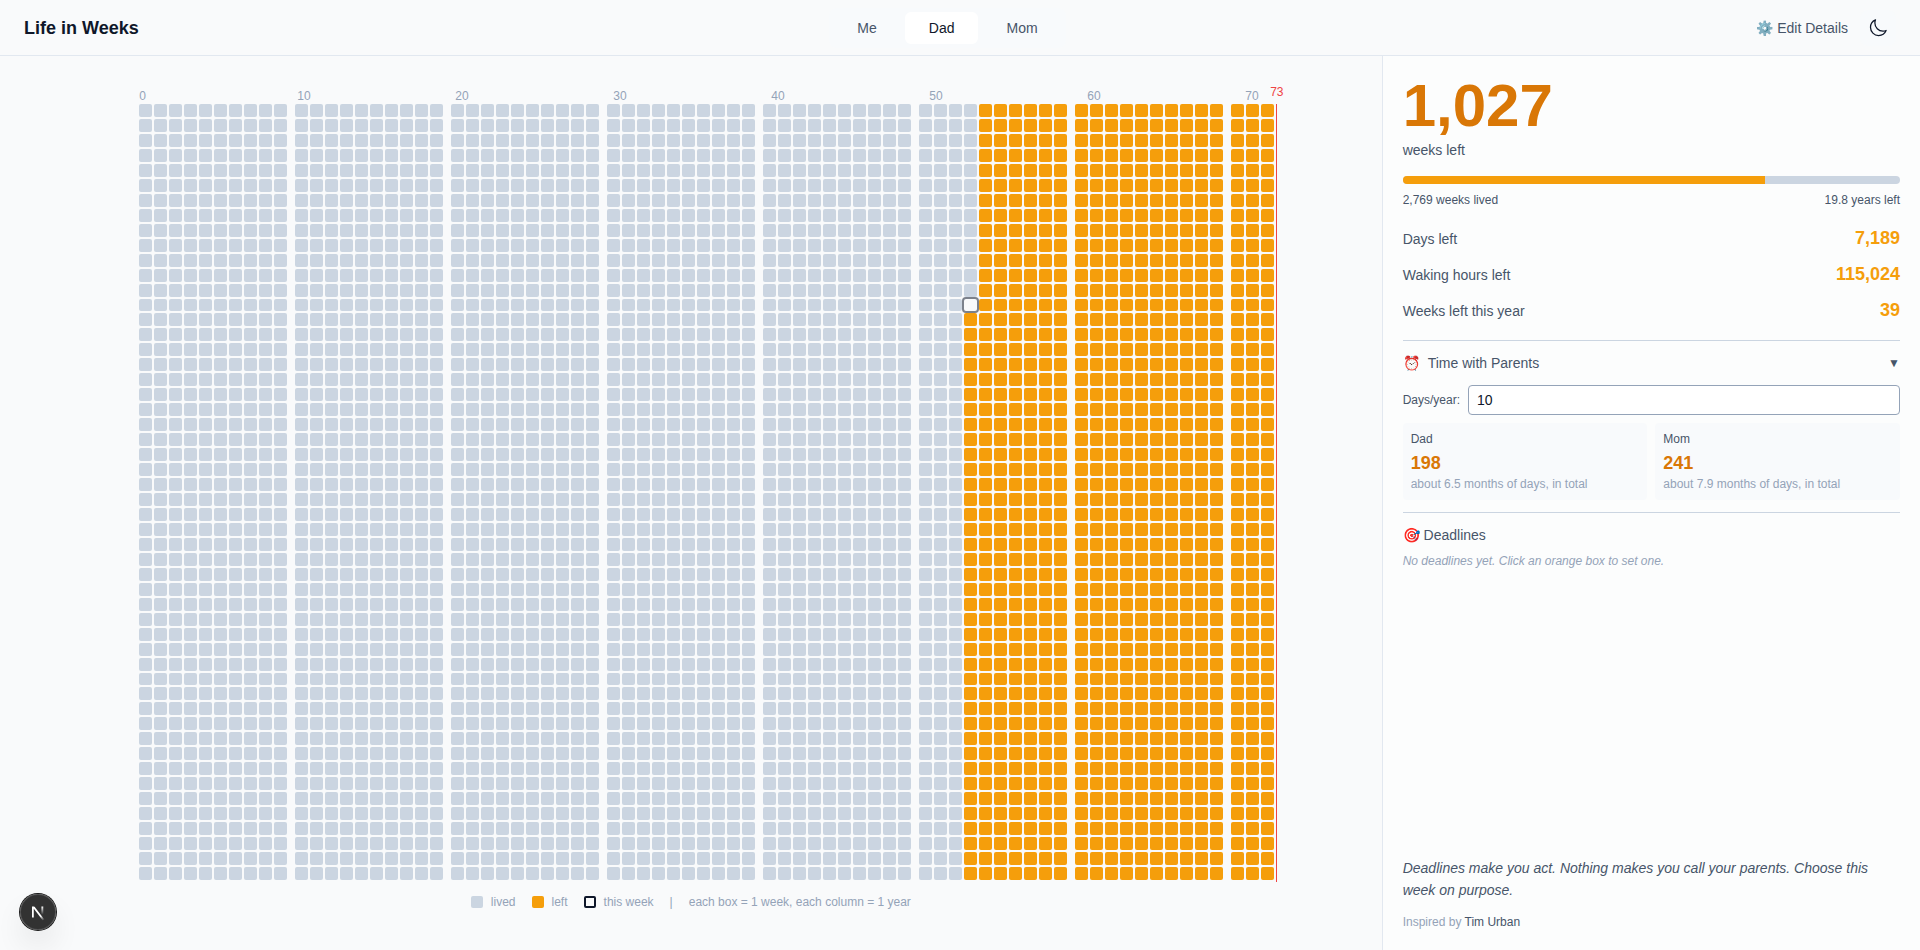 Life in Weeks
Me
Dad
Mom
⚙️ Edit Details
0
10
20
30
40
50
60
70
73
lived
left
this week
|
each box = 1 week, each column = 1 year
1,027
weeks left
2,769 weeks lived
19.8 years left
Days left
7,189
Waking hours left
115,024
Weeks left this year
39
⏰ Time with Parents ▼
Days/year:
10
Dad
198
about 6.5 months of days, in total
Mom
241
about 7.9 months of days, in total
🎯 Deadlines
No deadlines yet. Click an orange box to set one.
Deadlines make you act. Nothing makes you call your parents. Choose this
week on purpose.
Inspired by Tim Urban
N